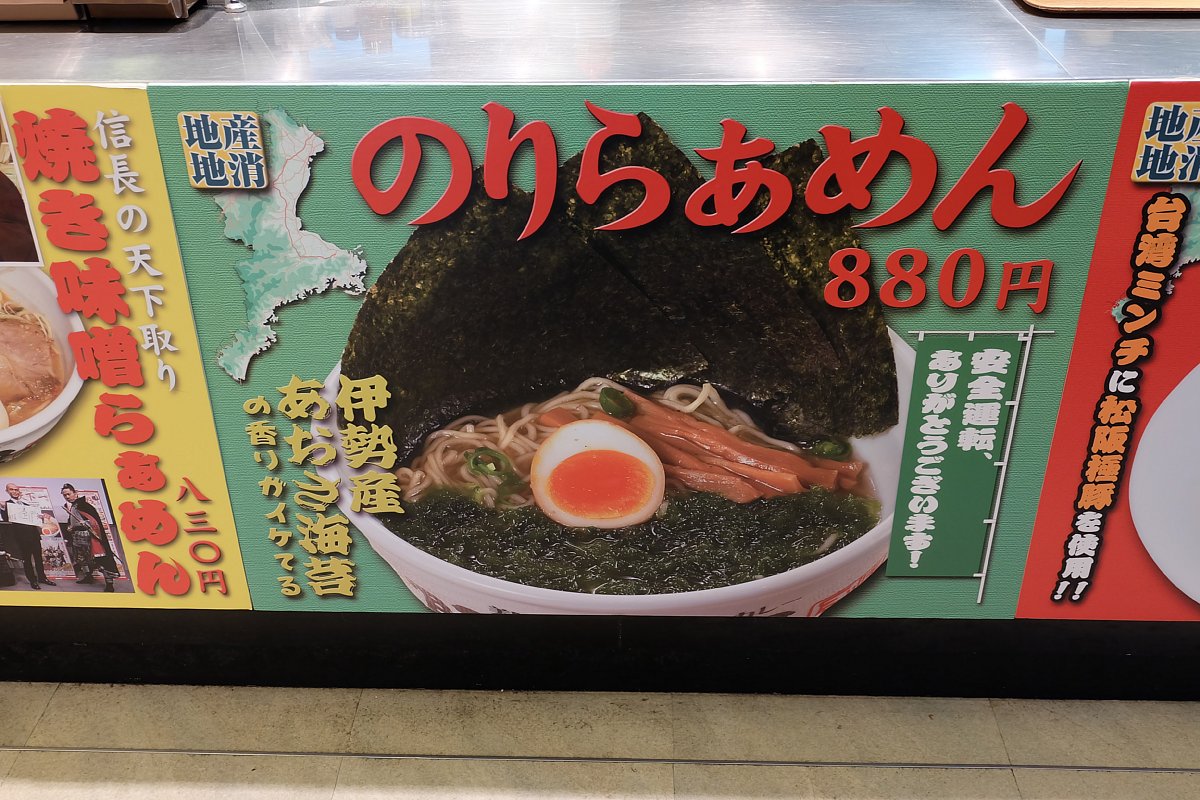 信長の天下取り
焼き味噌らぁめん
八三〇円
地産
地消
のりらぁめん
880円
伊勢産
あおさ海苔
の香りがイケてる
安全運転、
ありがとうございます!
地産
地消
台湾ミンチに松阪極豚を使用!!